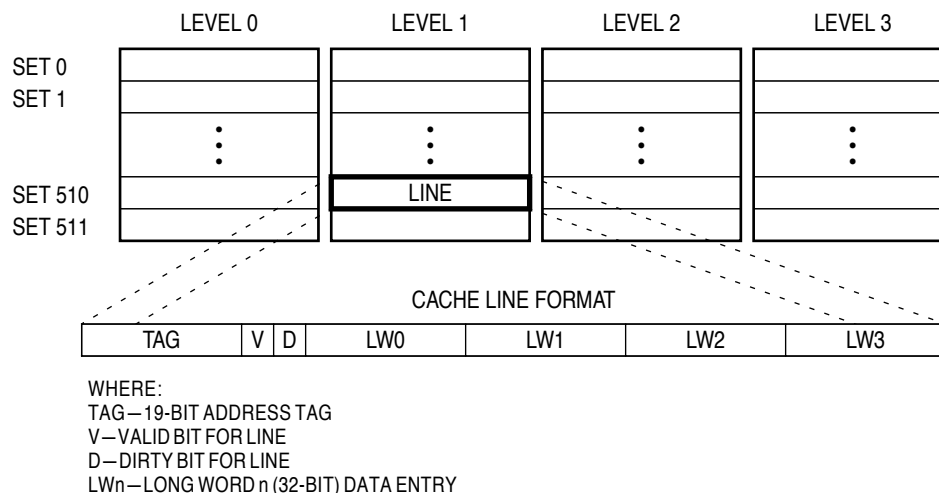 LEVEL 0 LEVEL 1 LEVEL 2 LEVEL 3
SET 0
SET 1
SET 510 LINE
SET 511
CACHE LINE FORMAT
TAG V D LW0 LW1 LW2 LW3
WHERE:
TAG—19-BIT ADDRESS TAG
V—VALID BIT FOR LINE
D—DIRTY BIT FOR LINE
LWn—LONG WORD n (32-BIT) DATA ENTRY